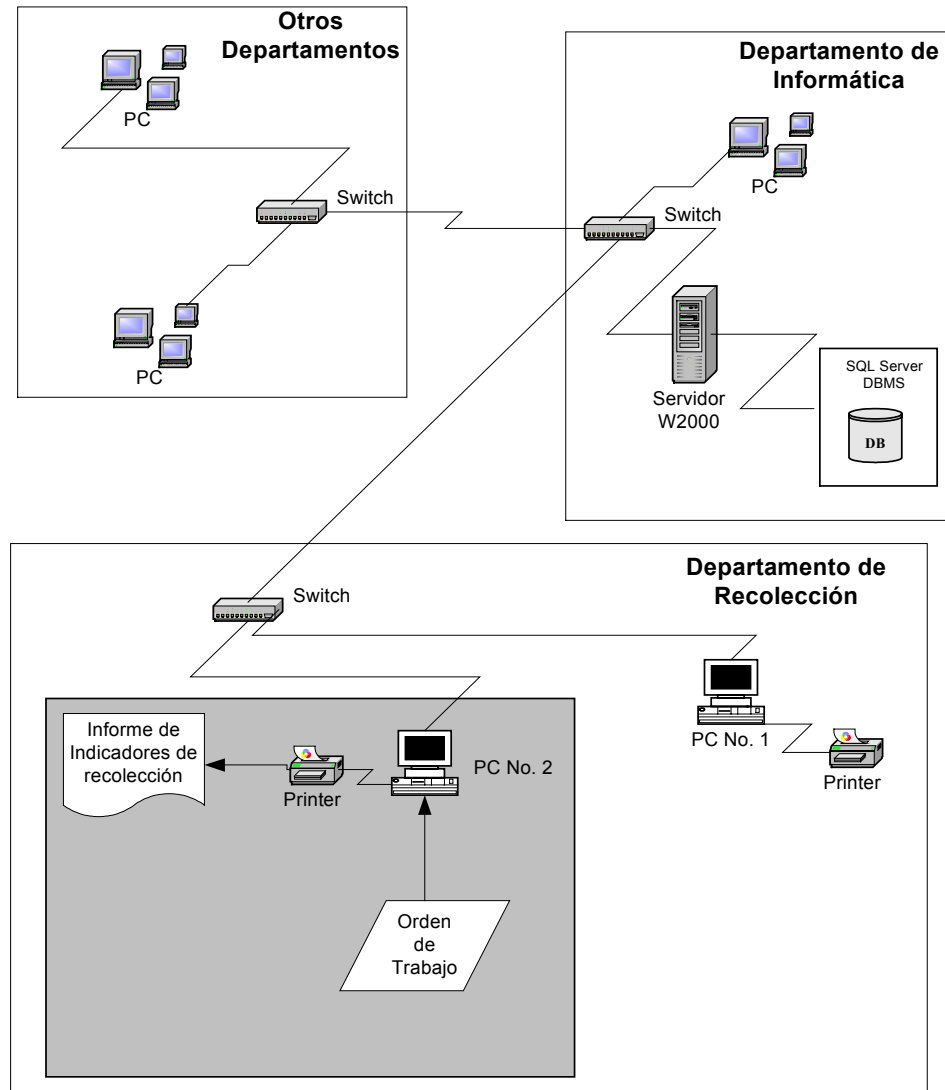 Otros
Departamentos
PC
Switch
PC
Departamento de
Informática
PC
Switch
Servidor
W2000
SQL Server
DBMS
DB
Departamento de
Recolección
Switch
PC No. 1
Printer
Informe de
Indicadores de
recolección
Printer
PC No. 2
Orden
de
Trabajo